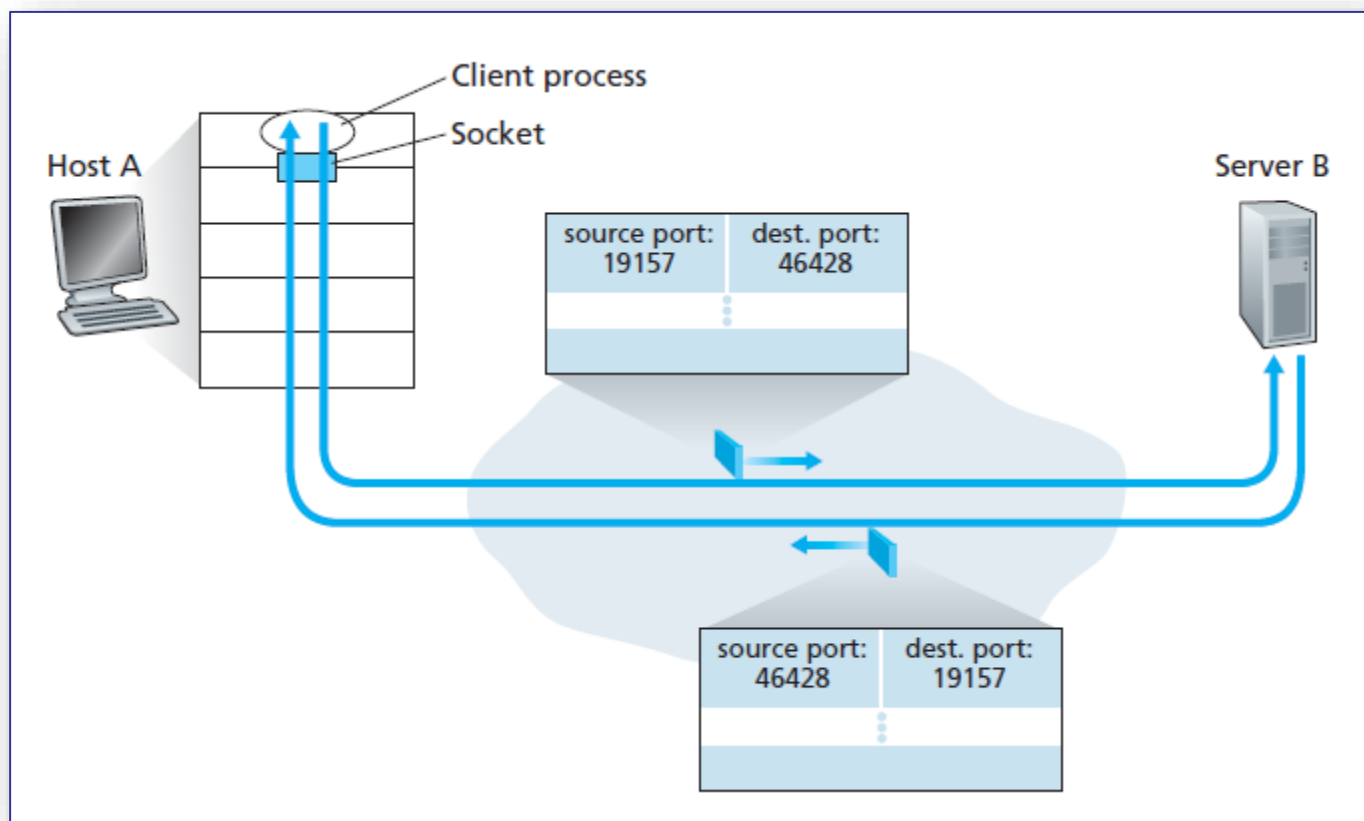 Client process
Socket
Host A
Server B
source port:
19157
dest. port:
46428
source port:
46428
dest. port:
19157